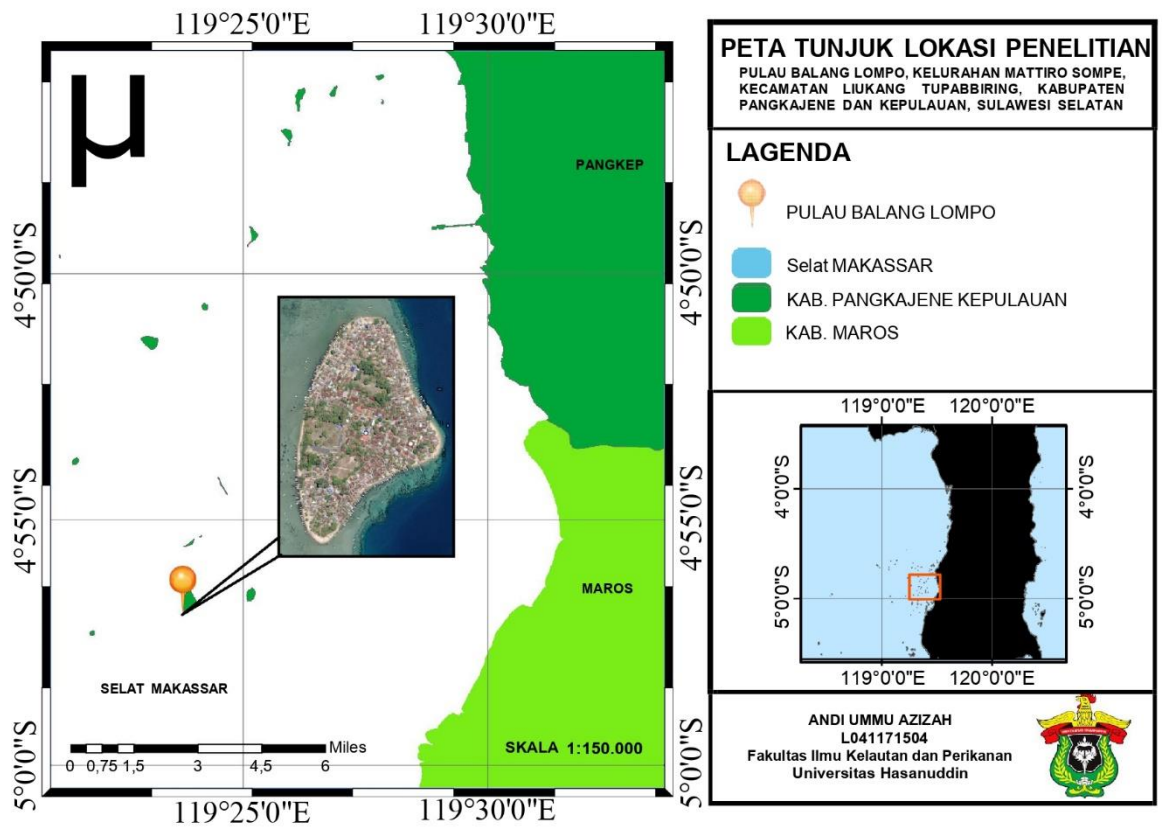 119°25'0"E 119°30'0"E
µ
PANGKEP
4°50'0"S 4°50'0"S
4°55'0"S 4°55'0"S
MAROS
SELAT MAKASSAR
SKALA 1:150.000
Miles
0 0,75 1,5 3 4,5 6
5°0'0"S 5°0'0"S
119°25'0"E 119°30'0"E
PETA TUNJUK LOKASI PENELITIAN
PULAU BALANG LOMPO, KELURAHAN MATTIRO SOMPE,
KECAMATAN LIUKANG TUPABBIRING, KABUPATEN
PANGKAJENE DAN KEPULAUAN, SULAWESI SELATAN
LAGENDA
PULAU BALANG LOMPO
Selat MAKASSAR
KAB. PANGKAJENE KEPULAUAN
KAB. MAROS
119°0'0"E 120°0'0"E
4°0'0"S 4°0'0"S
5°0'0"S 5°0'0"S
119°0'0"E 120°0'0"E
ANDI UMMU AZIZAH
L041171504
Fakultas Ilmu Kelautan dan Perikanan
Universitas Hasanuddin